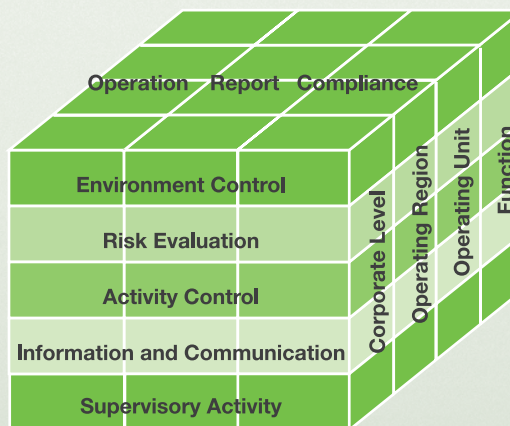 Operation Report Compliance
Environment Control
Risk Evaluation
Activity Control
Information and Communication
Supervisory Activity
Corporate Level
Operating Region
Operating Unit
Function